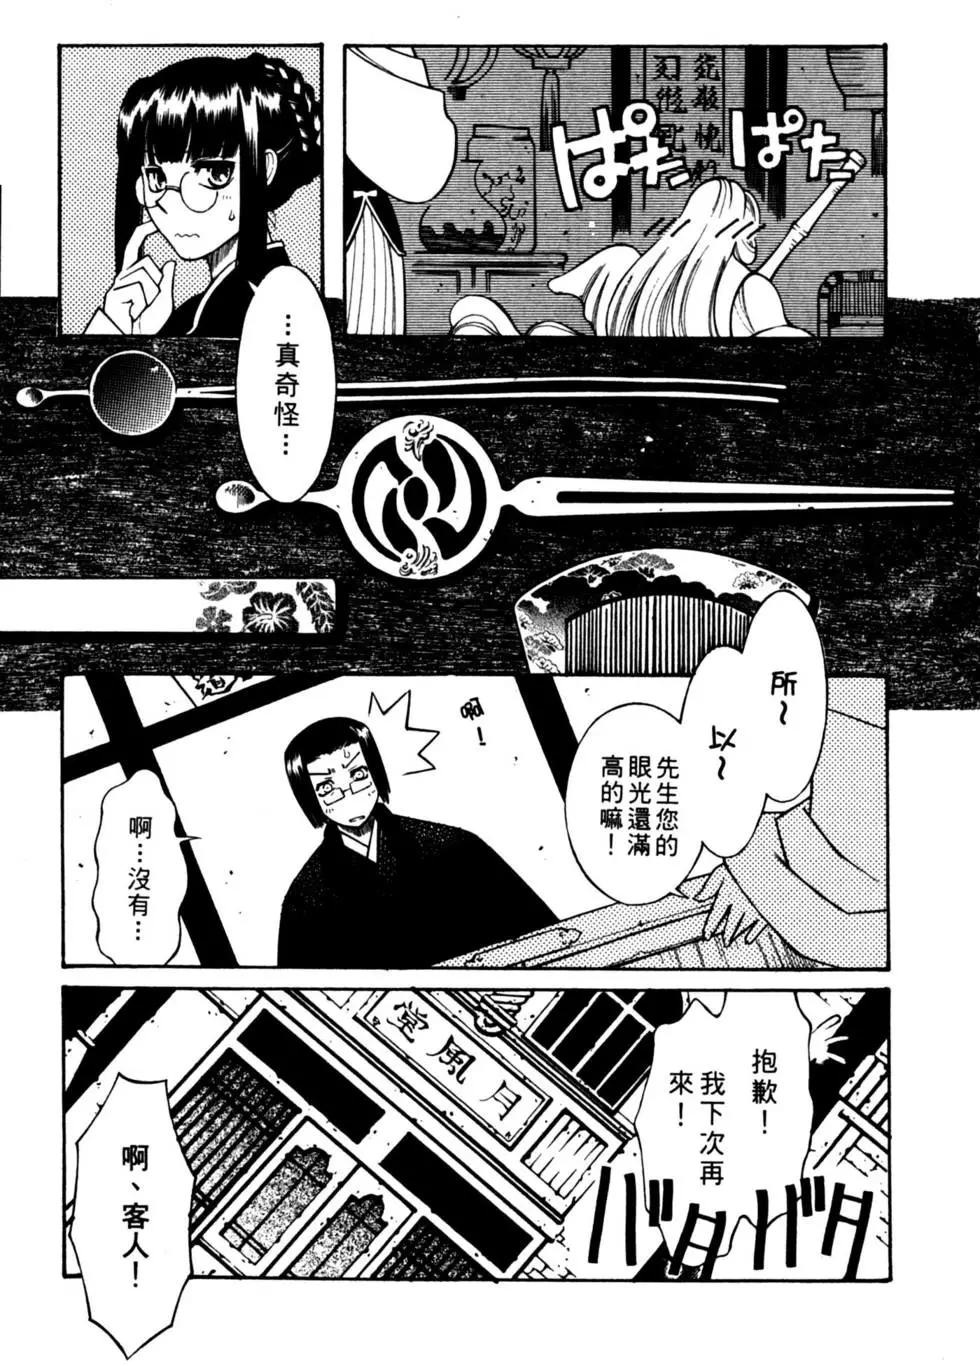 ぱた
ぱた
…真奇怪…
所～
以～
先生您的
眼光還滿
高的嘛！
啊！
啊…沒有…
抱歉！
我下次再
來！
月風堂
ガタ
ガタ
啊、客人！